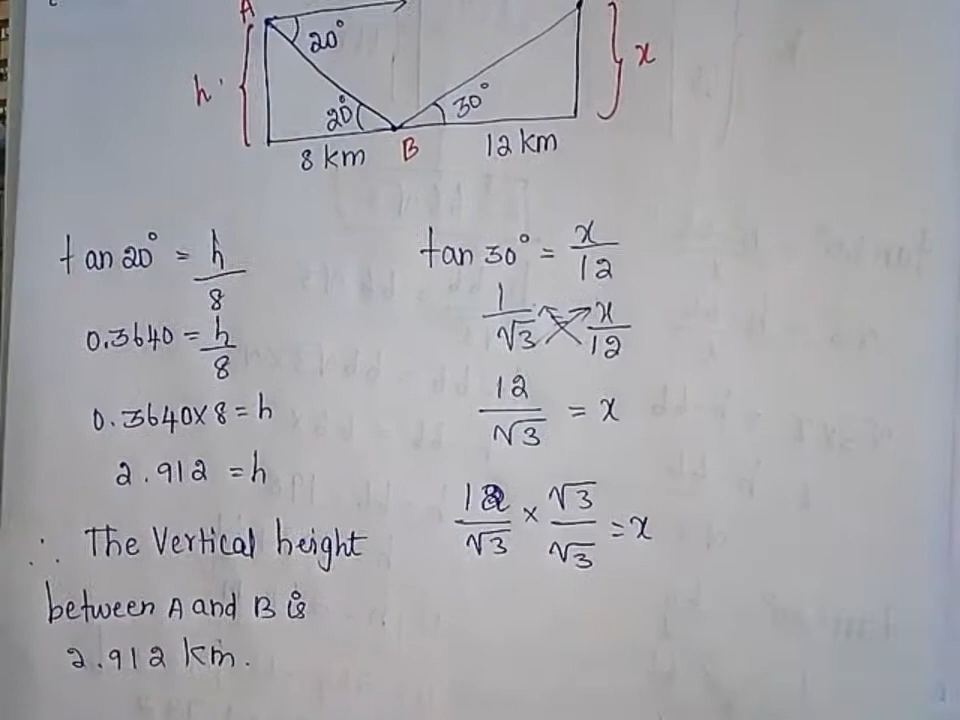 A
20°
h
x
20°
30°
8 km
B
12 km
tan 20° = h/8
0.3640 = h/8
0.3640 x 8 = h
2.912 = h
∴ The Vertical height
between A and B is
2.912 km.
tan 30° = x/12
1/√3 x/12
12/√3 = x
12/√3 × √3/√3 = x